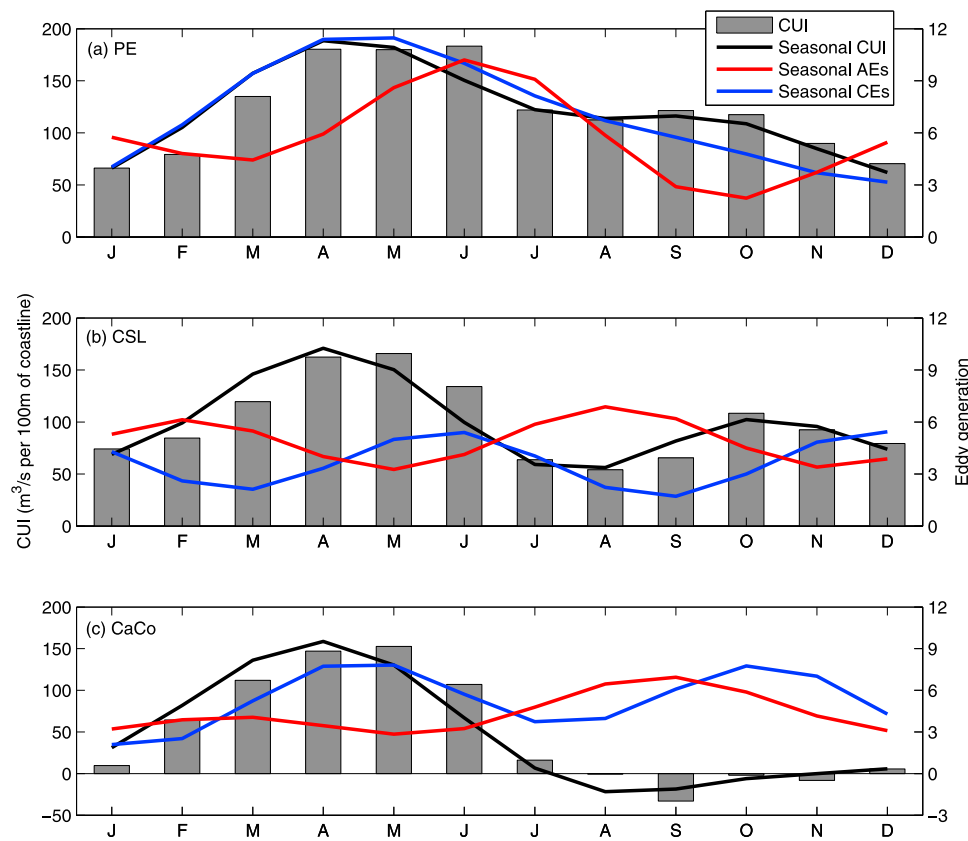 CUI
Seasonal CUI
Seasonal AEs
Seasonal CEs
(a) PE
200
150
100
50
0
12
9
6
3
0
J F M A M J J A S O N D
(b) CSL
200
150
100
50
0
12
9
6
3
0
J F M A M J J A S O N D
CUI (m³/s per 100m of coastline)
Eddy generation
(c) CaCo
200
150
100
50
0
−50
12
9
6
3
0
−3
J F M A M J J A S O N D